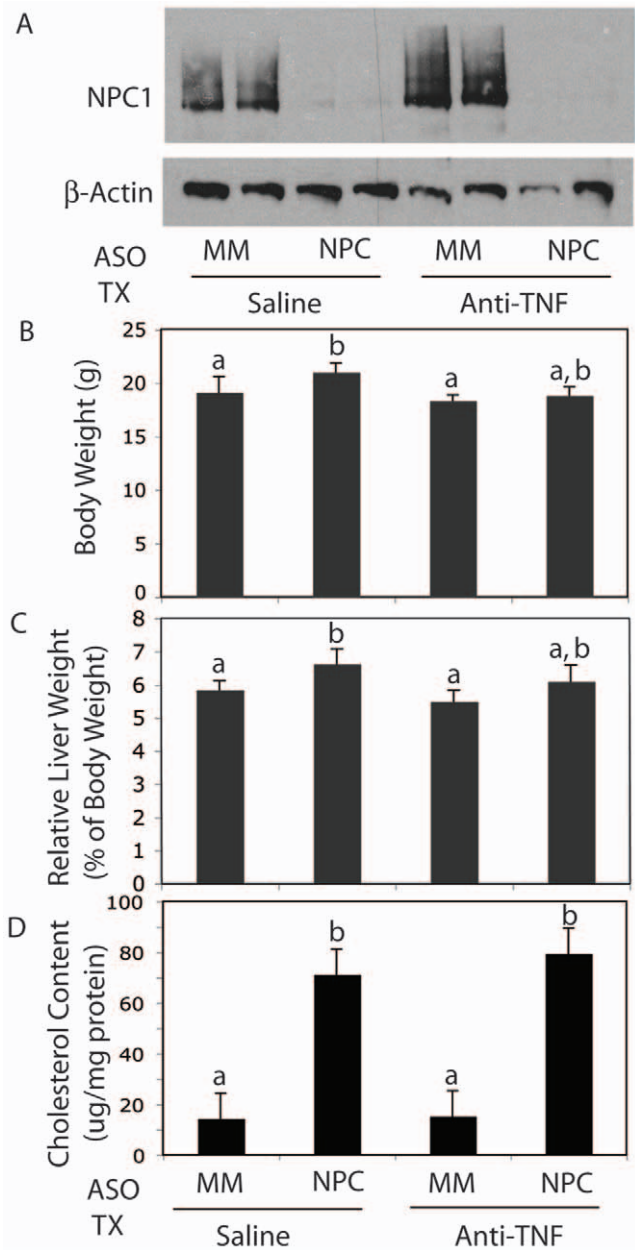 A
NPC1
β-Actin
ASO MM NPC MM NPC
TX Saline Anti-TNF
B
Body Weight (g)
25
20
15
10
5
0
a b a a,b
C
Relative Liver Weight
(% of Body Weight)
8
7
6
5
4
3
2
1
0
a b a a,b
D
Cholesterol Content
(ug/mg protein)
100
80
60
40
20
0
a b a b
ASO MM NPC MM NPC
TX Saline Anti-TNF